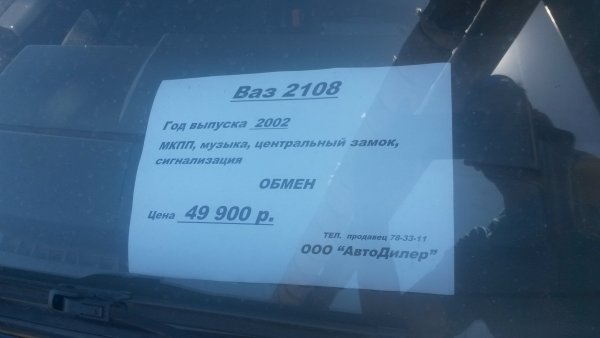 Ваз 2108
Год выпуска 2002
МКПП, музыка, центральный замок,
сигнализация
ОБМЕН
Цена 49 900 р.
ТЕЛ. продавец 78-33-11
ООО "АвтоДилер"